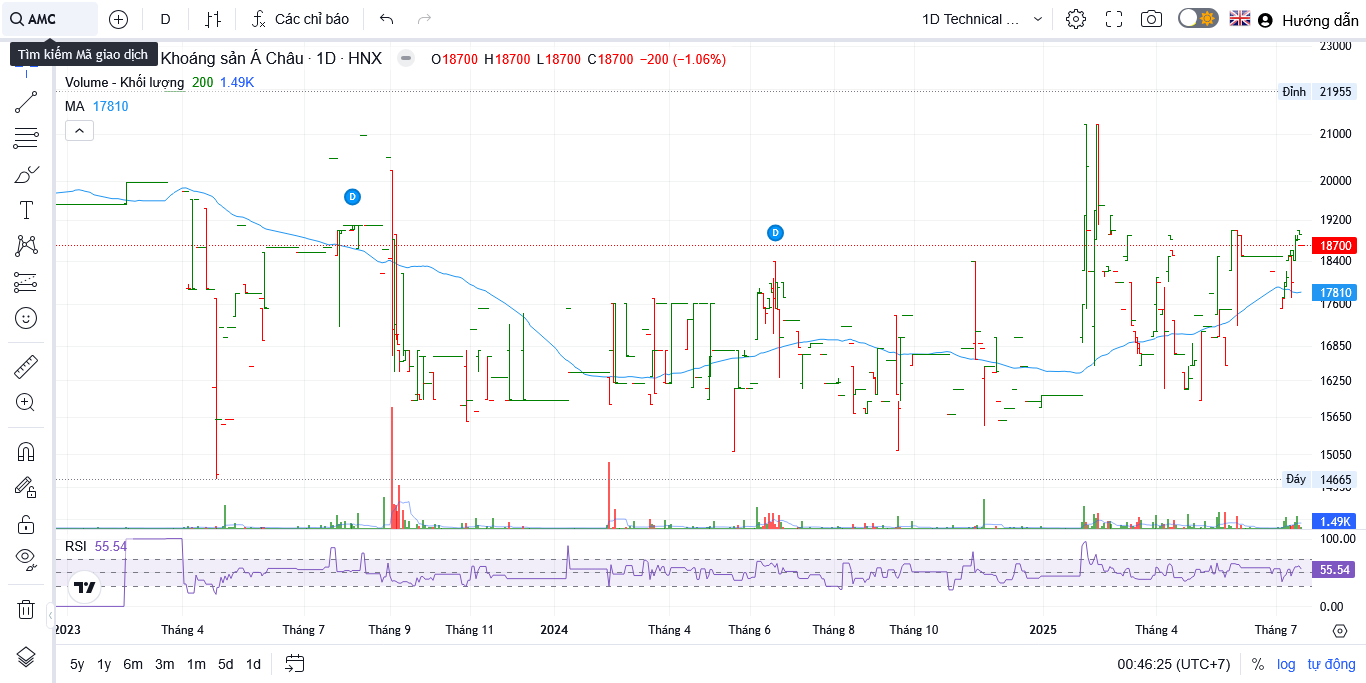 AMC
D
Các chỉ báo
1D Technical ...
Hướng dẫn
Tìm kiếm Mã giao dịch
Khoáng sản Á Châu · 1D · HNX
O18700 H18700 L18700 C18700 −200 (−1.06%)
Volume - Khối lượng 200 1.49K
MA 17810
23000
Đỉnh 21955
21000
20000
19200
18700
18400
17810
17600
16850
16250
15650
15050
Đáy 14665
1.49K
D
D
RSI 55.54
100.00
55.54
0.00
2023 Tháng 4 Tháng 7 Tháng 9 Tháng 11 2024 Tháng 4 Tháng 6 Tháng 8 Tháng 10 2025 Tháng 4 Tháng 7
5y 1y 6m 3m 1m 5d 1d
00:46:25 (UTC+7) % log tự động